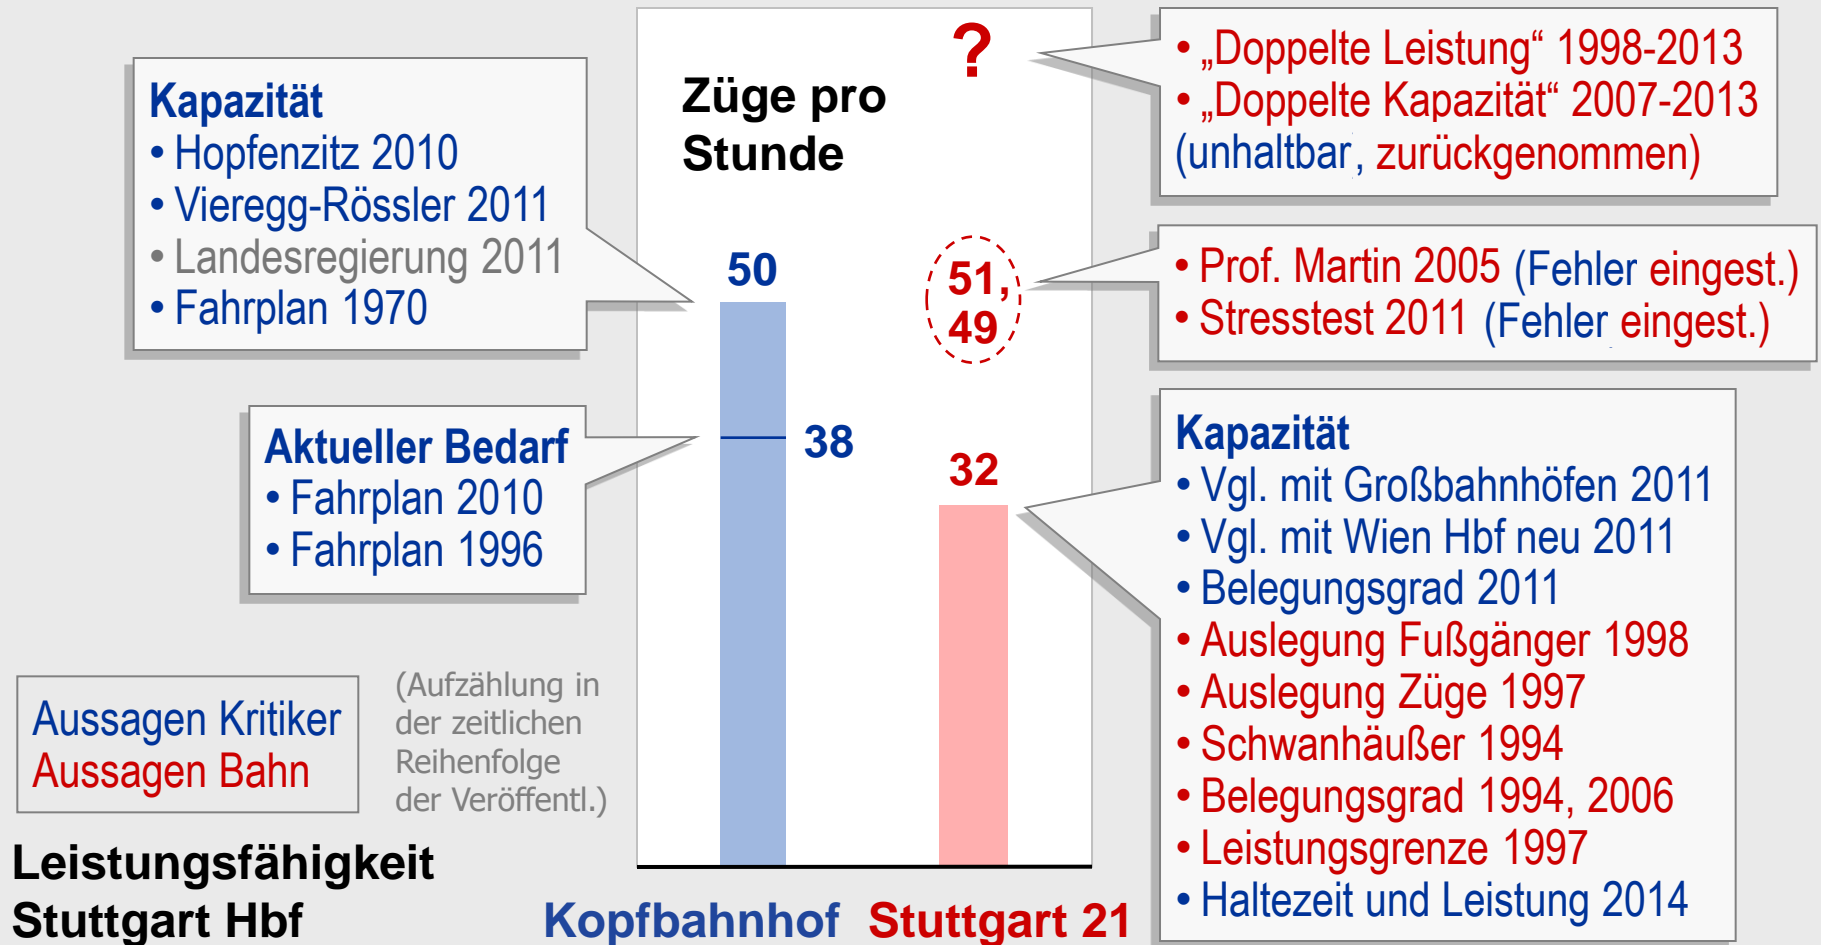 Kapazität
• Hopfenzitz 2010
• Vieregg-Rössler 2011
• Landesregierung 2011
• Fahrplan 1970
Aktueller Bedarf
• Fahrplan 2010
• Fahrplan 1996
Aussagen Kritiker
Aussagen Bahn
(Aufzählung in
der zeitlichen
Reihenfolge
der Veröffentl.)
Leistungsfähigkeit
Stuttgart Hbf
Züge pro
Stunde
?
50
51,
49
38
32
Kopfbahnhof
Stuttgart 21
• „Doppelte Leistung“ 1998-2013
• „Doppelte Kapazität“ 2007-2013
(unhaltbar, zurückgenommen)
• Prof. Martin 2005 (Fehler eingest.)
• Stresstest 2011 (Fehler eingest.)
Kapazität
• Vgl. mit Großbahnhöfen 2011
• Vgl. mit Wien Hbf neu 2011
• Belegungsgrad 2011
• Auslegung Fußgänger 1998
• Auslegung Züge 1997
• Schwanhäußer 1994
• Belegungsgrad 1994, 2006
• Leistungsgrenze 1997
• Haltezeit und Leistung 2014